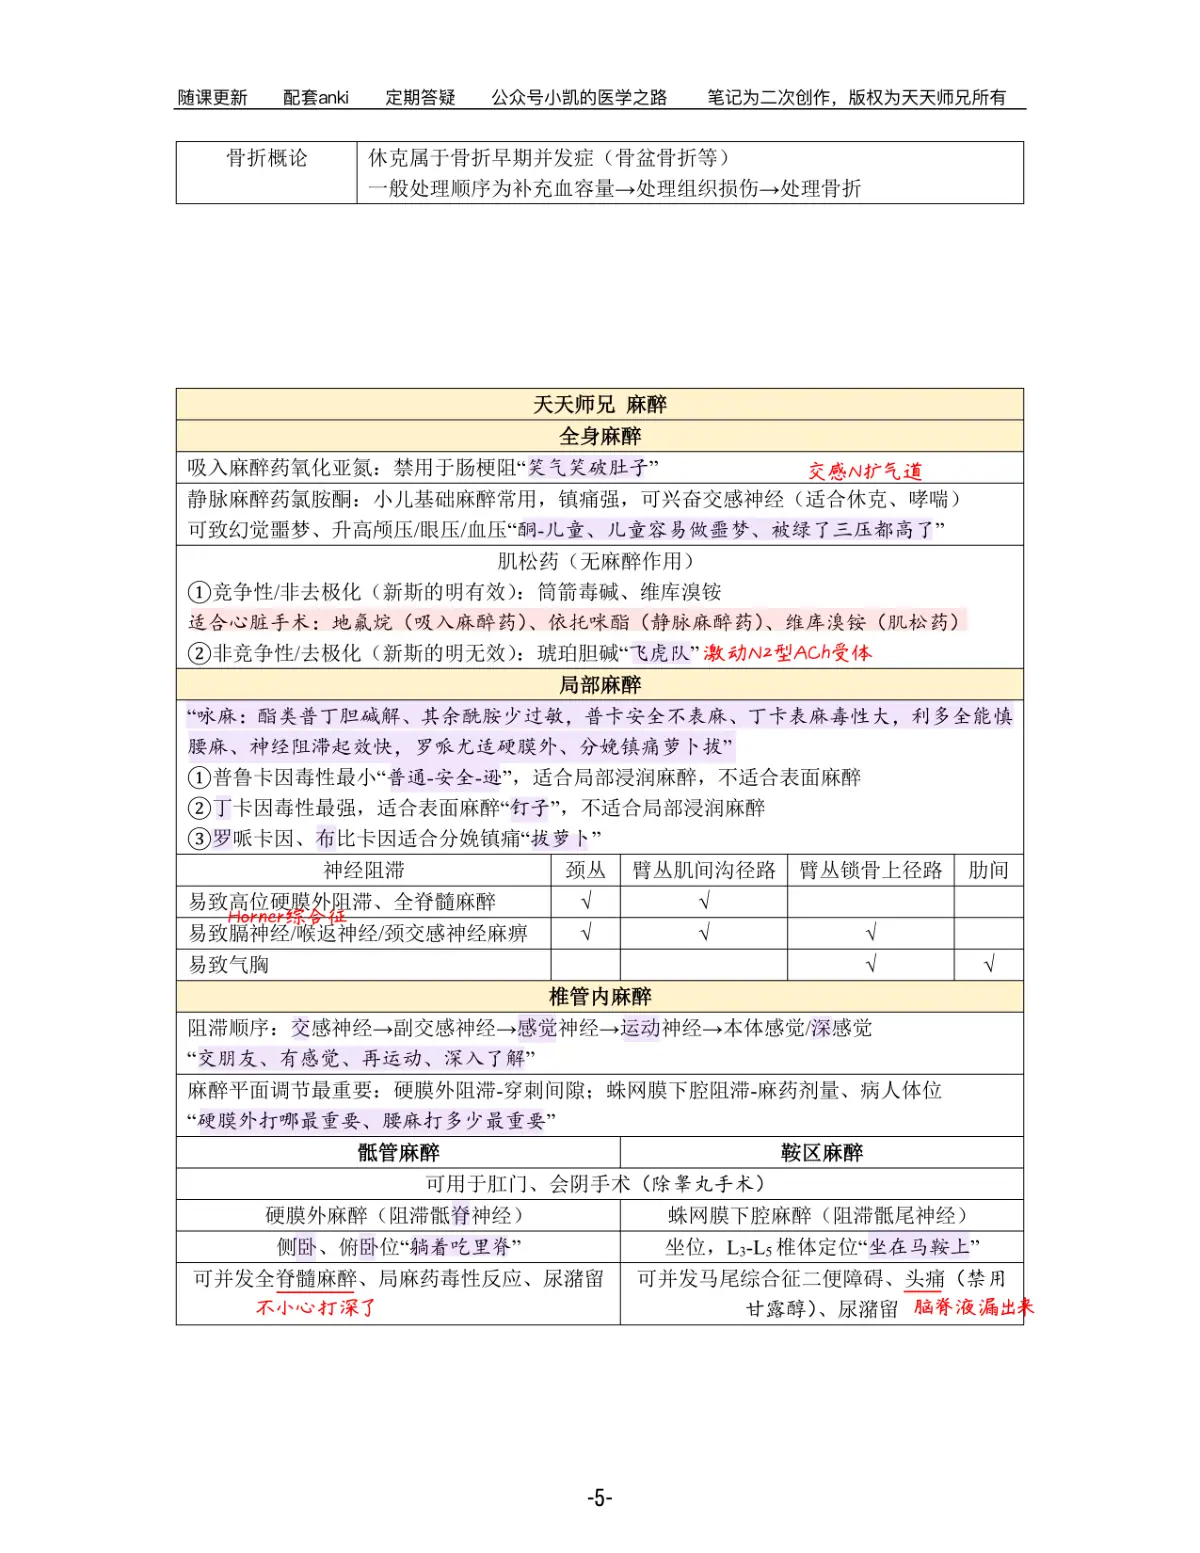 随课更新 配套anki 定期答疑 公众号小凯的医学之路 笔记为二次创作，版权为天天师兄所有
骨折概论 休克属于骨折早期并发症（骨盆骨折等）
一般处理顺序为补充血容量→处理组织损伤→处理骨折
天天师兄 麻醉
全身麻醉
吸入麻醉药氧化亚氮：禁用于肠梗阻“笑气笑破肚子” 交感N扩气道
静脉麻醉药氯胺酮：小儿基础麻醉常用，镇痛强，可兴奋交感神经（适合休克、哮喘）
可致幻觉噩梦、升高颅压/眼压/血压“酮-儿童、儿童容易做噩梦、被绿了三压都高了”
肌松药（无麻醉作用）
①竞争性/非去极化（新斯的明有效）：筒箭毒碱、维库溴铵
适合心脏手术：地氟烷（吸入麻醉药）、依托咪酯（静脉麻醉药）、维库溴铵（肌松药）
②非竞争性/去极化（新斯的明无效）：琥珀胆碱“飞虎队” 激动N2型ACh受体
局部麻醉
“咏麻：酯类普丁胆碱解、其余酰胺少过敏，普卡安全不表麻、丁卡表麻毒性大，利多全能慎
腰麻、神经阻滞起效快，罗哌尤适硬膜外、分娩镇痛萝卜拔”
①普鲁卡因毒性最小“普通-安全-逊”，适合局部浸润麻醉，不适合表面麻醉
②丁卡因毒性最强，适合表面麻醉“钉子”，不适合局部浸润麻醉
③罗哌卡因、布比卡因适合分娩镇痛“拔萝卜”
神经阻滞 颈丛 臂丛肌间沟径路 臂丛锁骨上径路 肋间
易致高位硬膜外阻滞、全脊髓麻醉 √ √
Horner综合征
易致膈神经/喉返神经/颈交感神经麻痹 √ √ √
易致气胸 √ √
椎管内麻醉
阻滞顺序：交感神经→副交感神经→感觉神经→运动神经→本体感觉/深感觉
“交朋友、有感觉、再运动、深入了解”
麻醉平面调节最重要：硬膜外阻滞-穿刺间隙；蛛网膜下腔阻滞-麻药剂量、病人体位
“硬膜外打哪最重要、腰麻打多少最重要”
骶管麻醉 鞍区麻醉
可用于肛门、会阴手术（除睾丸手术）
硬膜外麻醉（阻滞骶脊神经） 蛛网膜下腔麻醉（阻滞骶尾神经）
侧卧、俯卧位“躺着吃里脊” 坐位，L3-L5 椎体定位“坐在马鞍上”
可并发全脊髓麻醉、局麻药毒性反应、尿潴留 可并发马尾综合征二便障碍、头痛（禁用
不小心打深了 甘露醇）、尿潴留 脑脊液漏出来
-5-